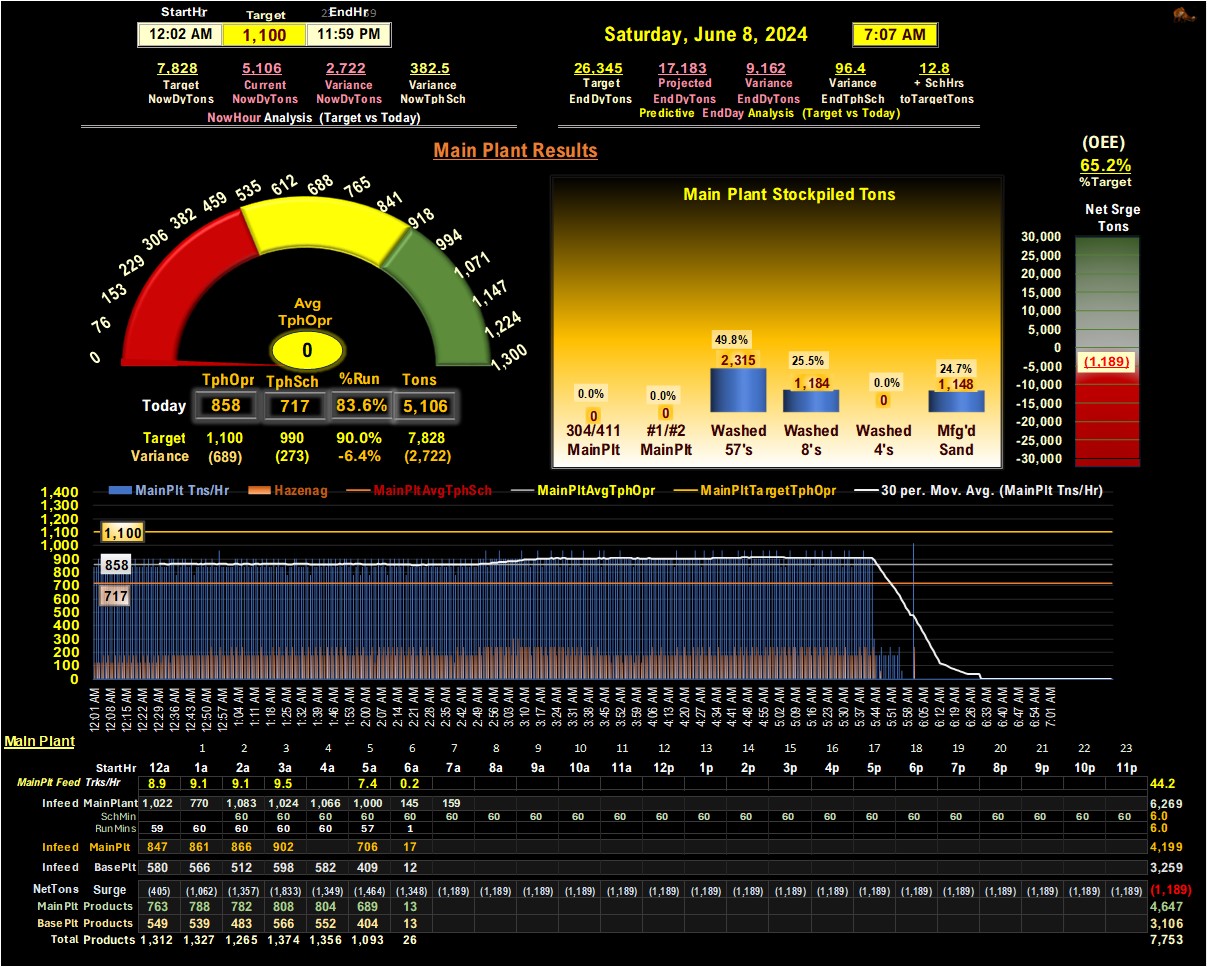 StartHr Target EndHr
12:02 AM 1,100 11:59 PM
Saturday, June 8, 2024 7:07 AM
7,828 5,106 2,722 382.5
Target Current Variance Variance
NowDyTons NowDyTons NowDyTons NowTphSch
NowHour Analysis (Target vs Today)
26,345 17,183 9,162 96.4 12.8
Target Projected Variance Variance + SchHrs
EndDyTons EndDyTons EndDyTons EndTphSch toTargetTons
Predictive EndDay Analysis (Target vs Today)
Main Plant Results
(OEE)
65.2%
%Target
Net Srge
Tons
0 76 153 229 306 382 459 535 612 688 765 841 918 994 1,071 1,147 1,224 1,300
Avg
TphOpr
0
TphOpr TphSch %Run Tons
Today 858 717 83.6% 5,106
Target 1,100 990 90.0% 7,828
Variance (689) (273) -6.4% (2,722)
Main Plant Stockpiled Tons
0.0% 0.0% 49.8% 25.5% 0.0% 24.7%
0 0 2,315 1,184 0 1,148
304/411 #1/#2 Washed Washed Washed Mfg'd
MainPlt MainPlt 57's 8's 4's Sand
30,000
25,000
20,000
15,000
10,000
5,000
0
-5,000
-10,000
-15,000
-20,000
-25,000
-30,000
(1,189)
MainPlt Tns/Hr Hazenag MainPltAvgTphSch MainPltAvgTphOpr MainPltTargetTphOpr 30 per. Mov. Avg. (MainPlt Tns/Hr)
1,400
1,300
1,200
1,100
1,000
900
800
700
600
500
400
300
200
100
0
1,100
858
717
12:01 AM 12:08 AM 12:15 AM 12:22 AM 12:29 AM 12:36 AM 12:43 AM 12:50 AM 12:57 AM 1:04 AM 1:11 AM 1:18 AM 1:25 AM 1:32 AM 1:39 AM 1:46 AM 1:53 AM 2:00 AM 2:07 AM 2:14 AM 2:21 AM 2:28 AM 2:35 AM 2:42 AM 2:49 AM 2:56 AM 3:03 AM 3:10 AM 3:17 AM 3:24 AM 3:31 AM 3:38 AM 3:45 AM 3:52 AM 3:59 AM 4:06 AM 4:13 AM 4:20 AM 4:27 AM 4:34 AM 4:41 AM 4:48 AM 4:55 AM 5:02 AM 5:09 AM 5:16 AM 5:23 AM 5:30 AM 5:37 AM 5:44 AM 5:51 AM 5:58 AM 6:05 AM 6:12 AM 6:19 AM 6:26 AM 6:33 AM 6:40 AM 6:47 AM 6:54 AM 7:01 AM
Main Plant
1 2 3 4 5 6 7 8 9 10 11 12 13 14 15 16 17 18 19 20 21 22 23
StartHr 12a 1a 2a 3a 4a 5a 6a 7a 8a 9a 10a 11a 12p 1p 2p 3p 4p 5p 6p 7p 8p 9p 10p 11p
MainPlt Feed Trks/Hr 8.9 9.1 9.1 9.5 7.4 0.2 44.2
Infeed MainPlant 1,022 770 1,083 1,024 1,066 1,000 145 159 6,269
SchMin 60 60 60 60 60 60 60 60 60 60 60 60 60 60 60 60 60 60 60 60 60 60 6.0
RunMins 59 60 60 60 60 57 1 6.0
Infeed MainPlt 847 861 866 902 706 17 4,199
Infeed BasePlt 580 566 512 598 582 409 12 3,259
NetTons Surge (405) (1,062) (1,357) (1,833) (1,349) (1,464) (1,348) (1,189) (1,189) (1,189) (1,189) (1,189) (1,189) (1,189) (1,189) (1,189) (1,189) (1,189) (1,189) (1,189) (1,189) (1,189) (1,189) (1,189) (1,189)
MainPlt Products 763 788 782 808 804 689 13 4,647
BasePlt Products 549 539 483 566 552 404 13 3,106
Total Products 1,312 1,327 1,265 1,374 1,356 1,093 26 7,753